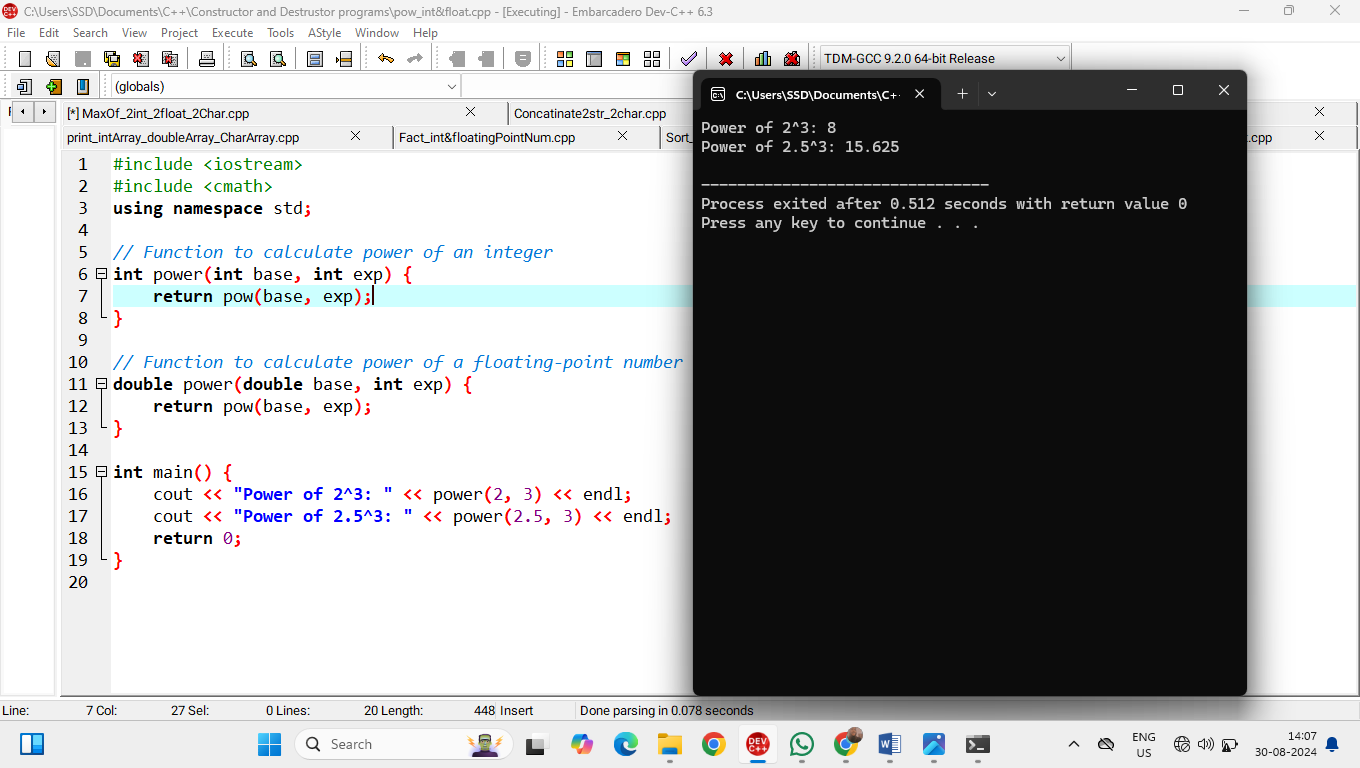 C:\Users\SSD\Documents\C++\Constructor and Destrustor programs\pow_int&float.cpp - [Executing] - Embarcadero Dev-C++ 6.3
File Edit Search View Project Execute Tools AStyle Window Help
TDM-GCC 9.2.0 64-bit Release
(globals)
[*] MaxOf_2int_2float_2Char.cpp Concatinate2str_2char.cpp
print_intArray_doubleArray_CharArray.cpp Fact_int&floatingPointNum.cpp Sort_ t.cpp
1 #include <iostream>
2 #include <cmath>
3 using namespace std;
4
5 // Function to calculate power of an integer
6 int power(int base, int exp) {
7 return pow(base, exp);
8 }
9
10 // Function to calculate power of a floating-point number
11 double power(double base, int exp) {
12 return pow(base, exp);
13 }
14
15 int main() {
16 cout << "Power of 2^3: " << power(2, 3) << endl;
17 cout << "Power of 2.5^3: " << power(2.5, 3) << endl;
18 return 0;
19 }
20
C:\Users\SSD\Documents\C+
Power of 2^3: 8
Power of 2.5^3: 15.625
--------------------------------
Process exited after 0.512 seconds with return value 0
Press any key to continue . . .
Line: 7 Col: 27 Sel: 0 Lines: 20 Length: 448 Insert Done parsing in 0.078 seconds
Search
DEV C++
ENG
US
14:07
30-08-2024